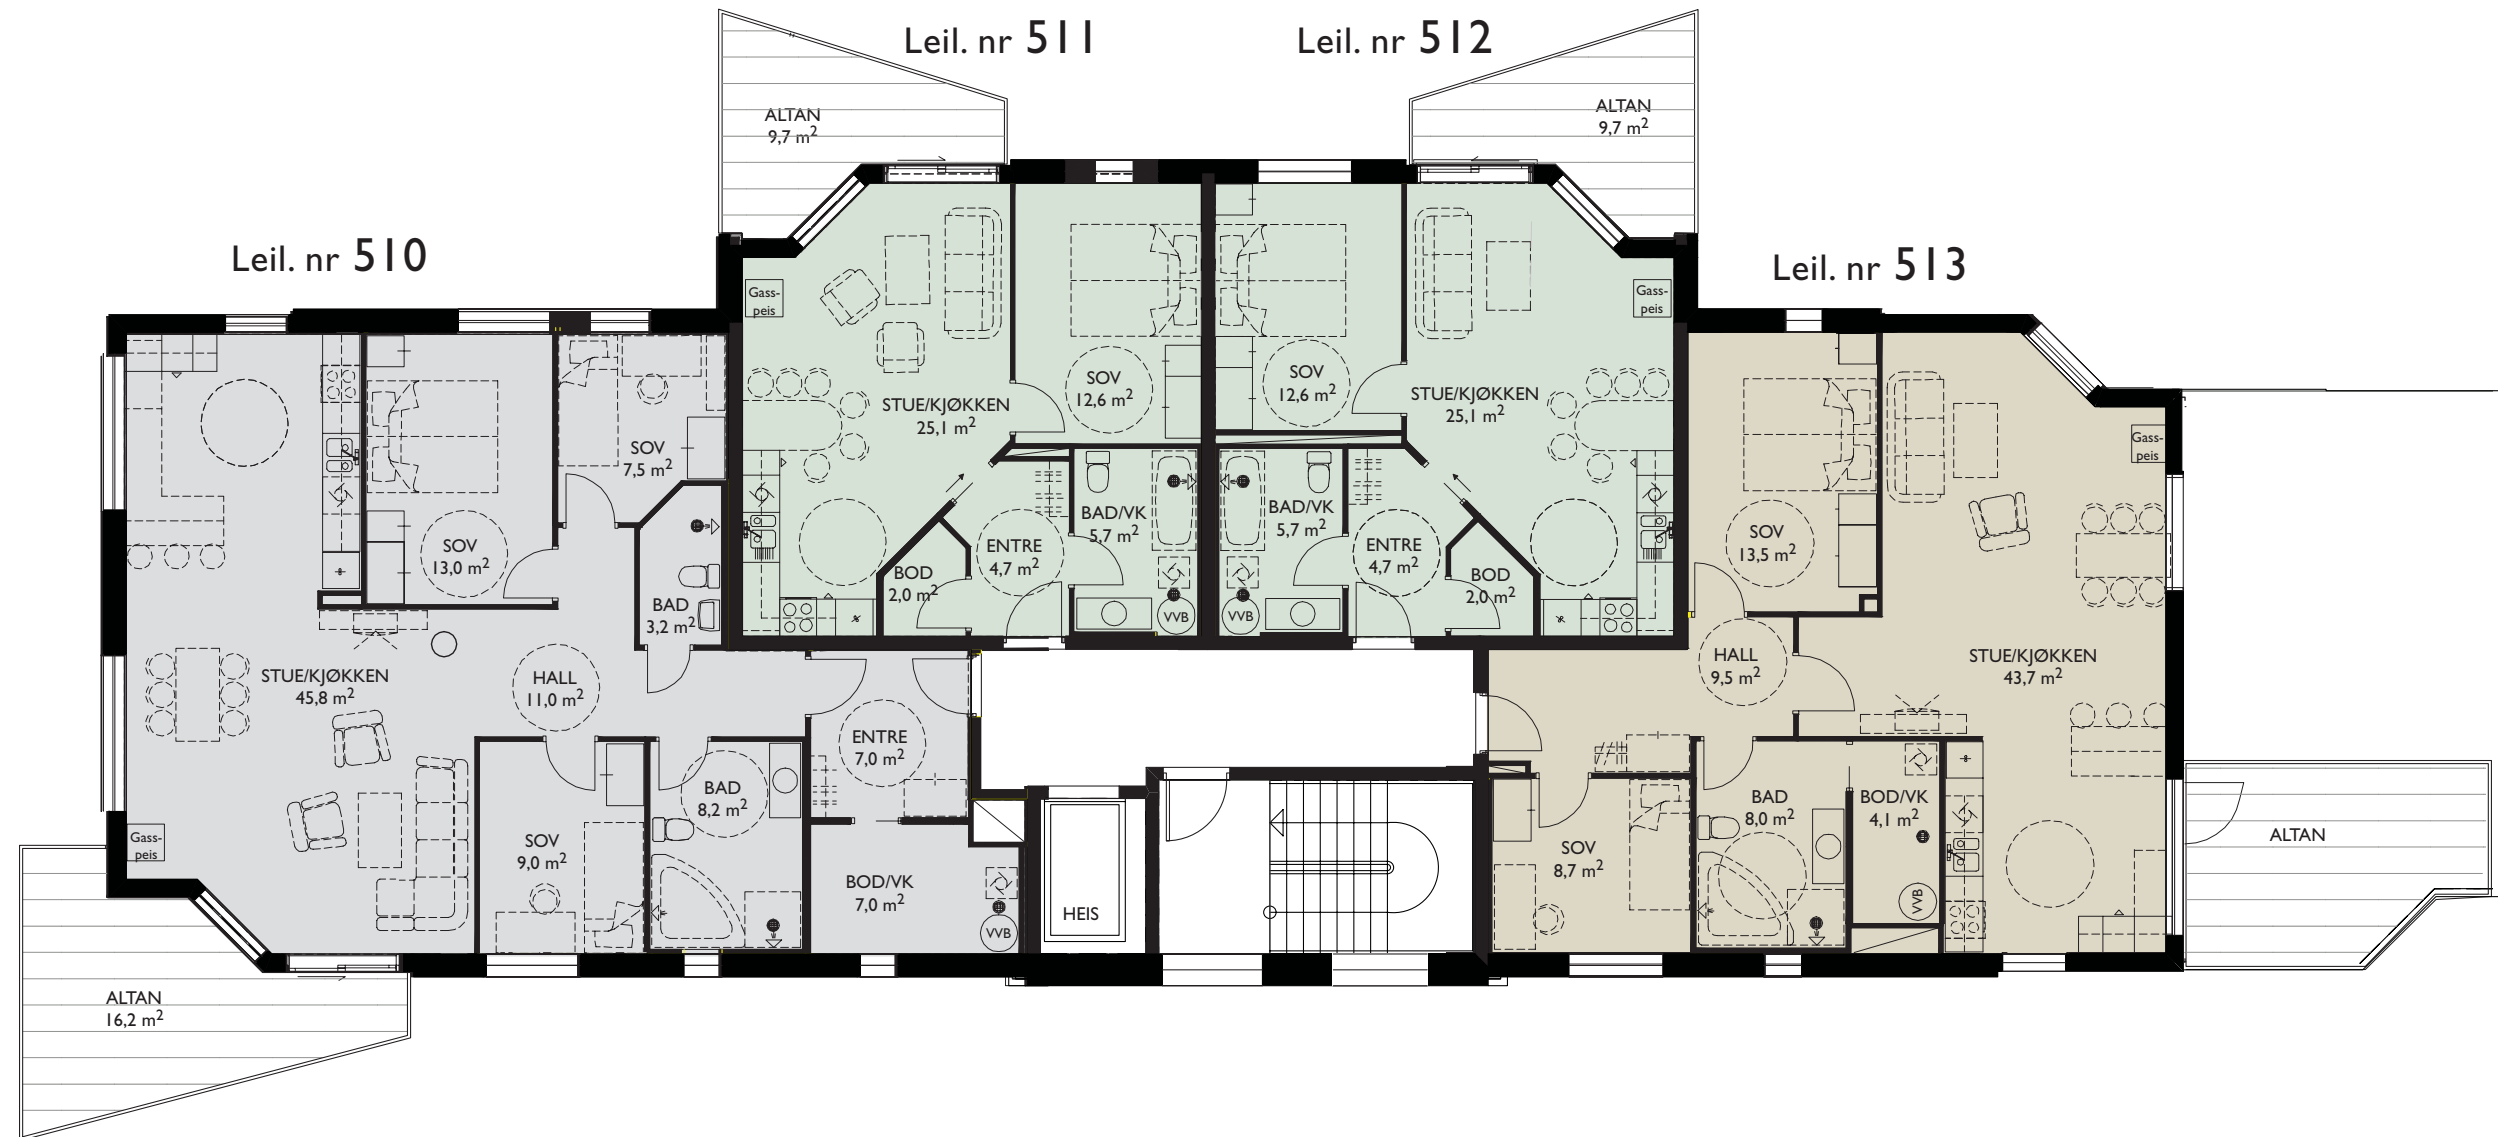 Leil. nr 511
Leil. nr 512
ALTAN
9,7 m²
ALTAN
9,7 m²
Leil. nr 510
Leil. nr 513
Gass-
peis
Gass-
peis
SOV
12,6 m²
SOV
12,6 m²
STUE/KJØKKEN
25,1 m²
STUE/KJØKKEN
25,1 m²
Gass-
peis
SOV
7,5 m²
SOV
13,0 m²
BAD/VK
5,7 m²
BAD/VK
5,7 m²
ENTRE
4,7 m²
ENTRE
4,7 m²
SOV
13,5 m²
BOD
2,0 m²
BOD
2,0 m²
VVB
VVB
BAD
3,2 m²
STUE/KJØKKEN
45,8 m²
HALL
11,0 m²
HALL
9,5 m²
STUE/KJØKKEN
43,7 m²
ENTRE
7,0 m²
BAD
8,2 m²
BAD
8,0 m²
BOD/VK
4,1 m²
Gass-
peis
SOV
9,0 m²
SOV
8,7 m²
ALTAN
BOD/VK
7,0 m²
VVB
HEIS
VVB
ALTAN
16,2 m²